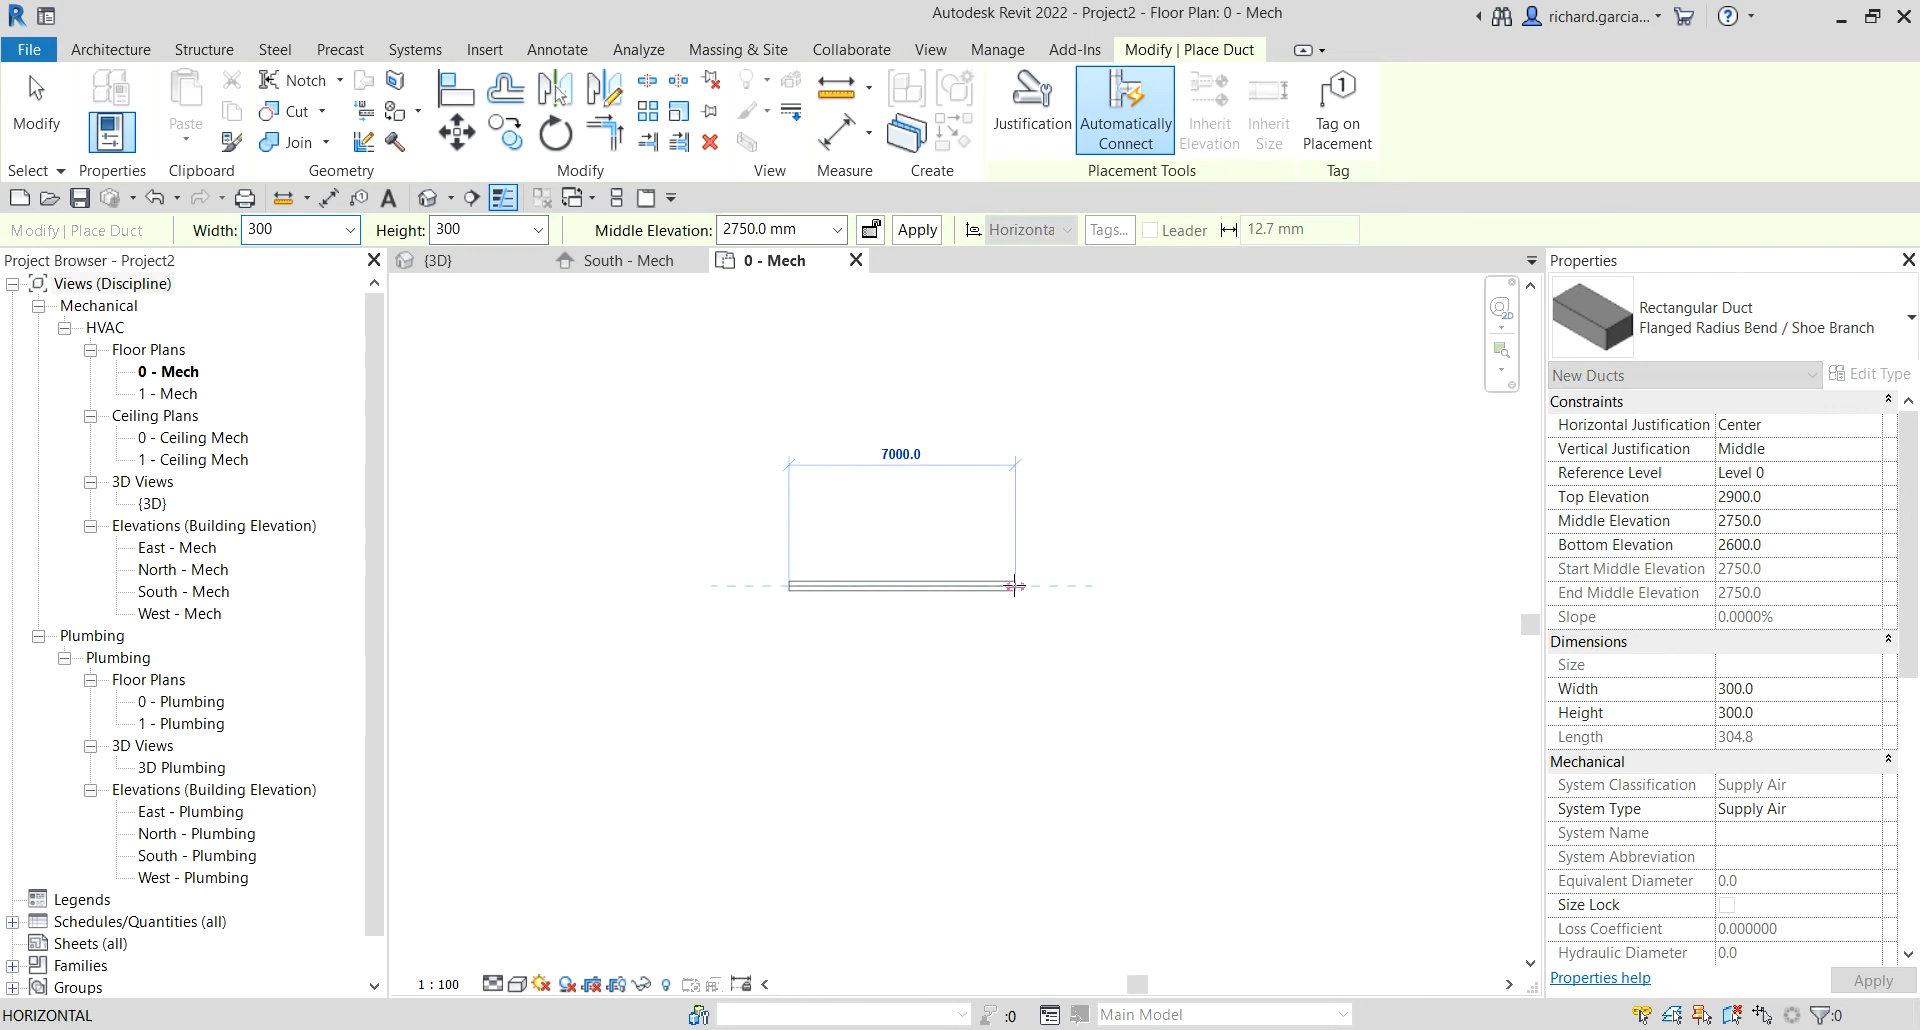 Autodesk Revit 2022 - Project2 - Floor Plan: 0 - Mech
richard.garcia...
File Architecture Structure Steel Precast Systems Insert Annotate Analyze Massing & Site Collaborate View Manage Add-Ins Modify | Place Duct
Modify
Paste
Notch
Cut
Join
Justification
Automatically Connect
Inherit Elevation
Inherit Size
Tag on Placement
Select Properties Clipboard Geometry Modify View Measure Create Placement Tools Tag
Modify | Place Duct Width: 300 Height: 300 Middle Elevation: 2750.0 mm Apply Horizonta Tags... Leader 12.7 mm
Project Browser - Project2
Views (Discipline)
Mechanical
HVAC
Floor Plans
0 - Mech
1 - Mech
Ceiling Plans
0 - Ceiling Mech
1 - Ceiling Mech
3D Views
{3D}
Elevations (Building Elevation)
East - Mech
North - Mech
South - Mech
West - Mech
Plumbing
Plumbing
Floor Plans
0 - Plumbing
1 - Plumbing
3D Views
3D Plumbing
Elevations (Building Elevation)
East - Plumbing
North - Plumbing
South - Plumbing
West - Plumbing
Legends
Schedules/Quantities (all)
Sheets (all)
Families
Groups
{3D} South - Mech 0 - Mech
2D
7000.0
1 : 100
Properties
Rectangular Duct
Flanged Radius Bend / Shoe Branch
New Ducts Edit Type
Constraints
Horizontal Justification Center
Vertical Justification Middle
Reference Level Level 0
Top Elevation 2900.0
Middle Elevation 2750.0
Bottom Elevation 2600.0
Start Middle Elevation 2750.0
End Middle Elevation 2750.0
Slope 0.0000%
Dimensions
Size
Width 300.0
Height 300.0
Length 304.8
Mechanical
System Classification Supply Air
System Type Supply Air
System Name
System Abbreviation
Equivalent Diameter 0.0
Size Lock
Loss Coefficient 0.000000
Hydraulic Diameter 0.0
Properties help Apply
HORIZONTAL :0 Main Model :0